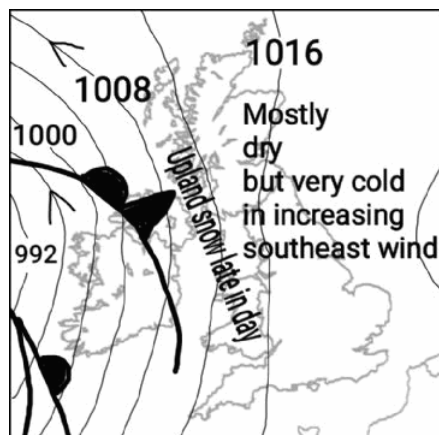 1016
1008
Mostly
dry
but very cold
in increasing
southeast wind
1000
992
Upland snow late in day